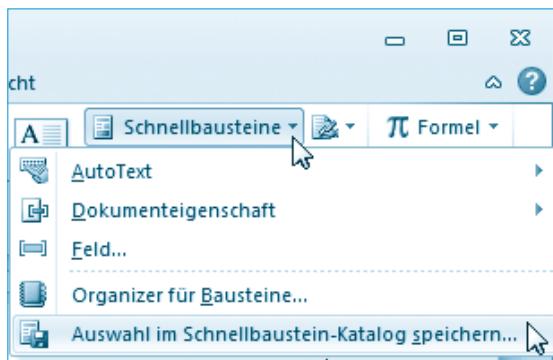 cht
A Schnellbausteine π Formel
AutoText
Dokumenteigenschaft
Feld...
Organizer für Bausteine...
Auswahl im Schnellbaustein-Katalog speichern...